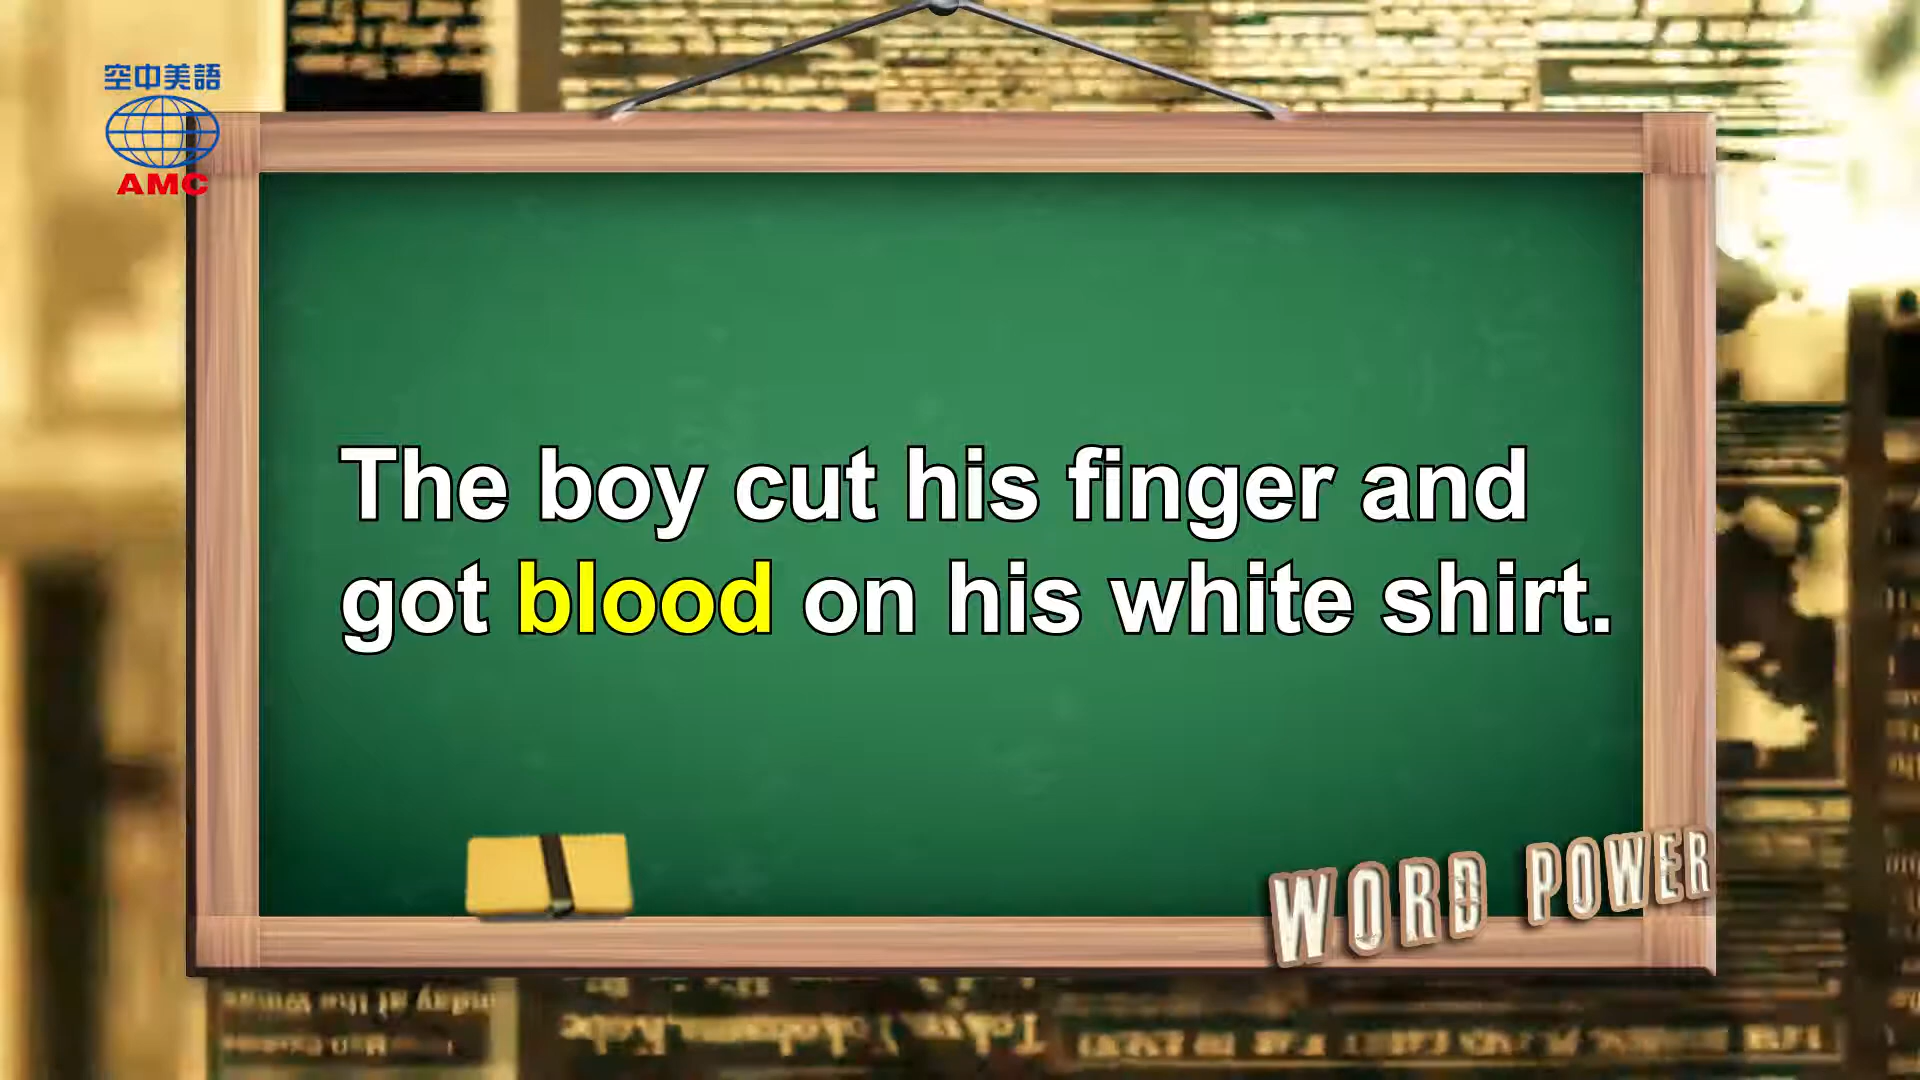 空中美語
AMC
The boy cut his finger and
got blood on his white shirt.
WORD POWER